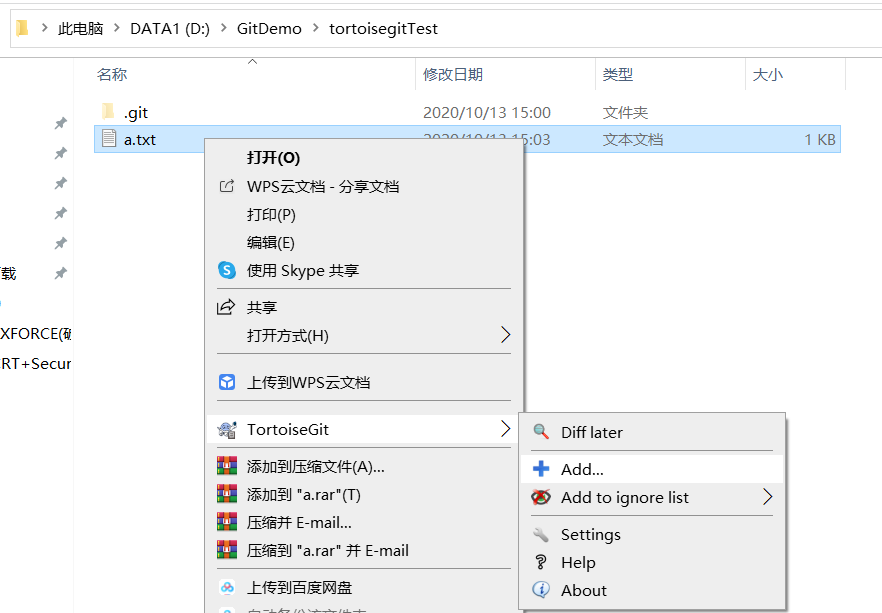 此电脑 > DATA1 (D:) > GitDemo > tortoisegitTest
名称 修改日期 类型 大小
.git 2020/10/13 15:00 文件夹
a.txt 2020/10/13 15:03 文本文档 1 KB
打开(O)
WPS云文档 - 分享文档
打印(P)
编辑(E)
使用 Skype 共享
共享
打开方式(H)
上传到WPS云文档
TortoiseGit
添加到压缩文件(A)...
添加到 "a.rar"(T)
压缩并 E-mail...
压缩到 "a.rar" 并 E-mail
上传到百度网盘
Diff later
Add...
Add to ignore list
Settings
Help
About
载
XFORCE(破
RT+Secur